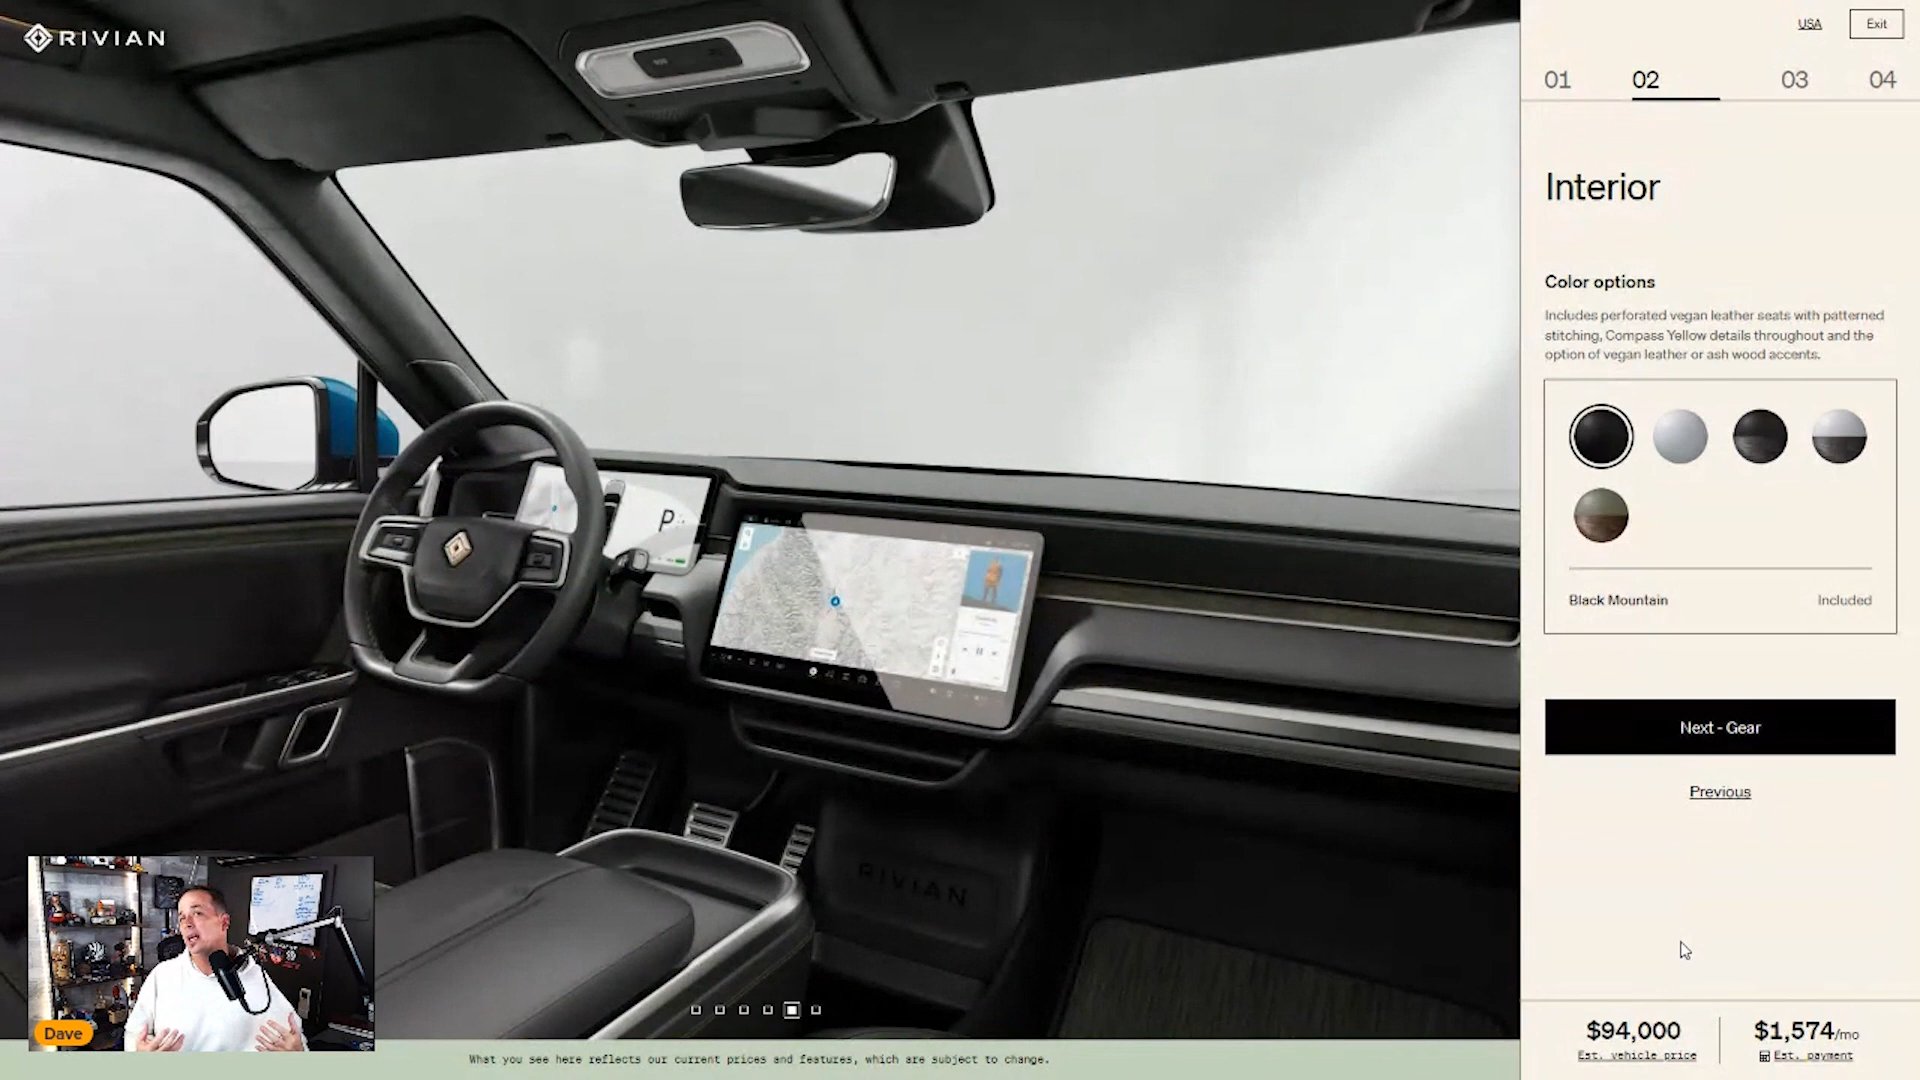 RIVIAN
USA
Exit
01
02
03
04
Interior
Color options
Includes perforated vegan leather seats with patterned
stitching, Compass Yellow details throughout and the
option of vegan leather or ash wood accents.
Black Mountain
Included
Next - Gear
Previous
P
RIVIAN
Dave
What you see here reflects our current prices and features, which are subject to change.
$94,000
Est. vehicle price
$1,574/mo
Est. payment